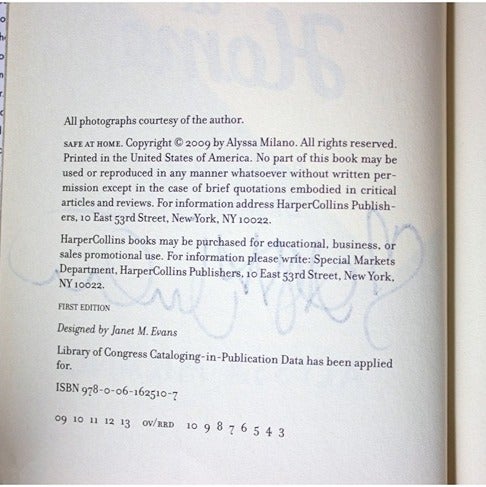 All photographs courtesy of the author.
SAFE AT HOME. Copyright © 2009 by Alyssa Milano. All rights reserved.
Printed in the United States of America. No part of this book may be
used or reproduced in any manner whatsoever without written per-
mission except in the case of brief quotations embodied in critical
articles and reviews. For information address HarperCollins Publish-
ers, 10 East 53rd Street, New York, NY 10022.
HarperCollins books may be purchased for educational, business, or
sales promotional use. For information please write: Special Markets
Department, HarperCollins Publishers, 10 East 53rd Street, New York,
NY 10022.
FIRST EDITION
Designed by Janet M. Evans
Library of Congress Cataloging-in-Publication Data has been applied
for.
ISBN 978-0-06-162510-7
09 10 11 12 13 OV/RRD 10 9 8 7 6 5 4 3